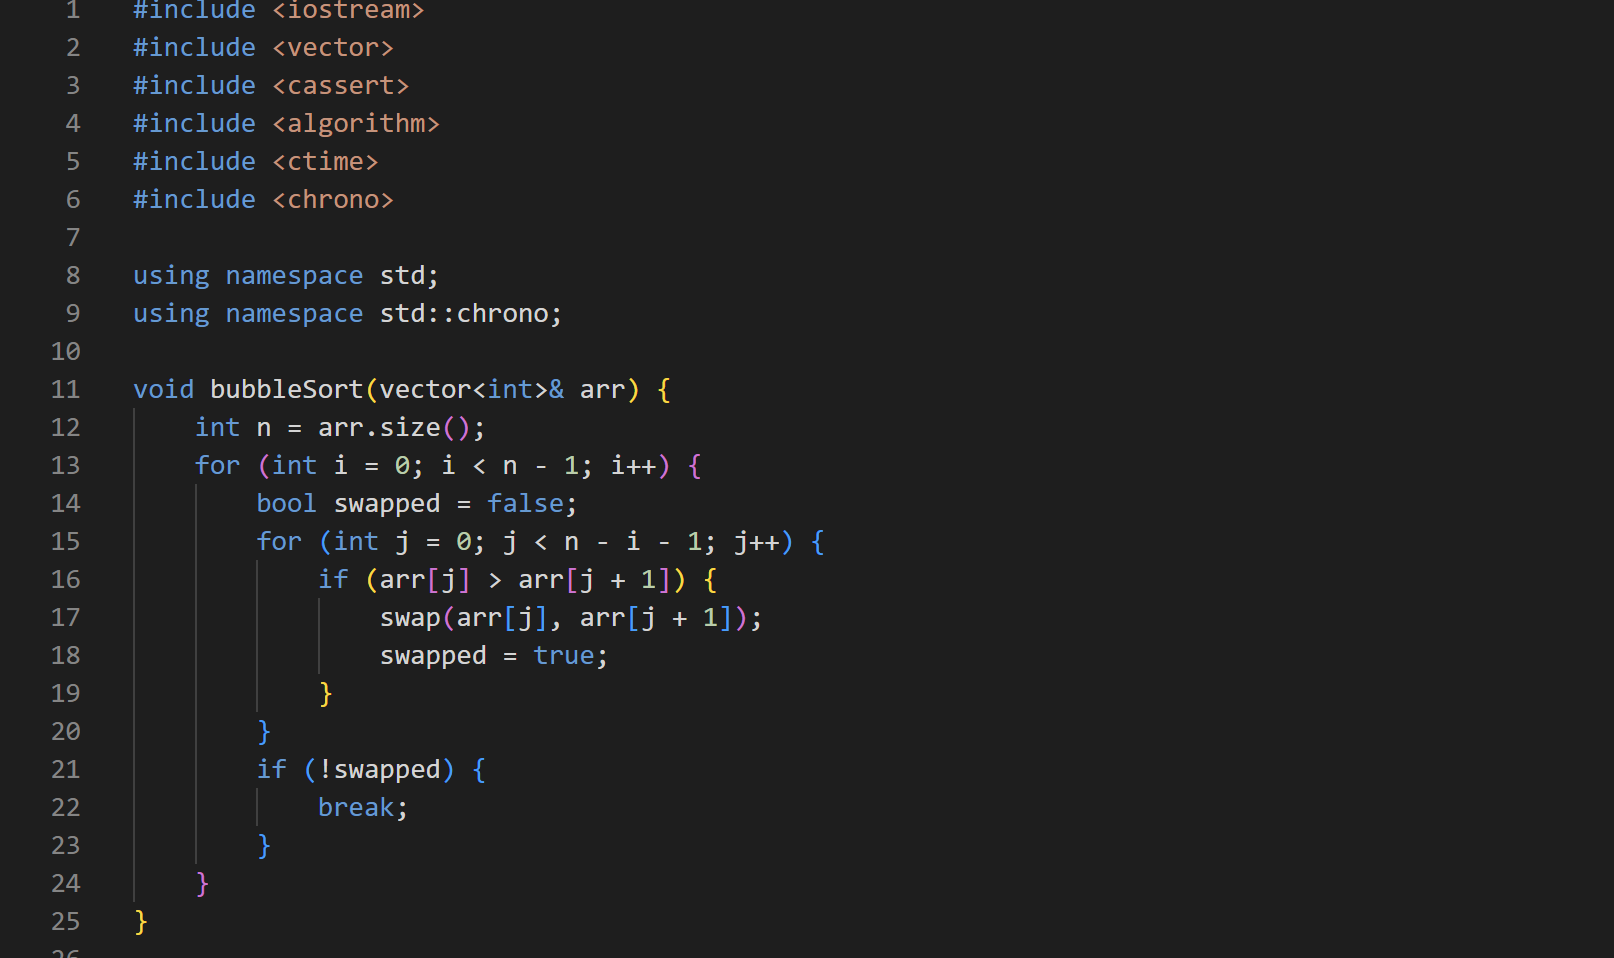 1 #include <iostream>
2 #include <vector>
3 #include <cassert>
4 #include <algorithm>
5 #include <ctime>
6 #include <chrono>
7
8 using namespace std;
9 using namespace std::chrono;
10
11 void bubbleSort(vector<int>& arr) {
12     int n = arr.size();
13     for (int i = 0; i < n - 1; i++) {
14         bool swapped = false;
15         for (int j = 0; j < n - i - 1; j++) {
16             if (arr[j] > arr[j + 1]) {
17                 swap(arr[j], arr[j + 1]);
18                 swapped = true;
19             }
20         }
21         if (!swapped) {
22             break;
23         }
24     }
25 }
26